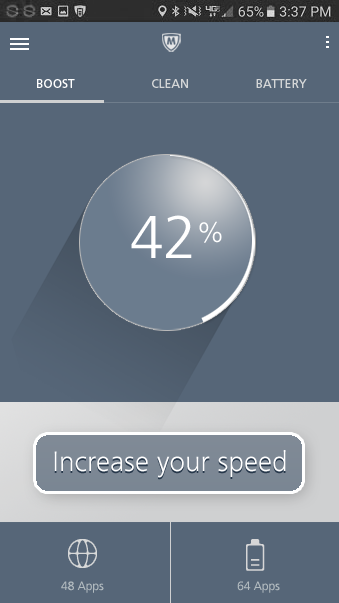 65% 3:37 PM
BOOST CLEAN BATTERY
42%
Increase your speed
48 Apps 64 Apps